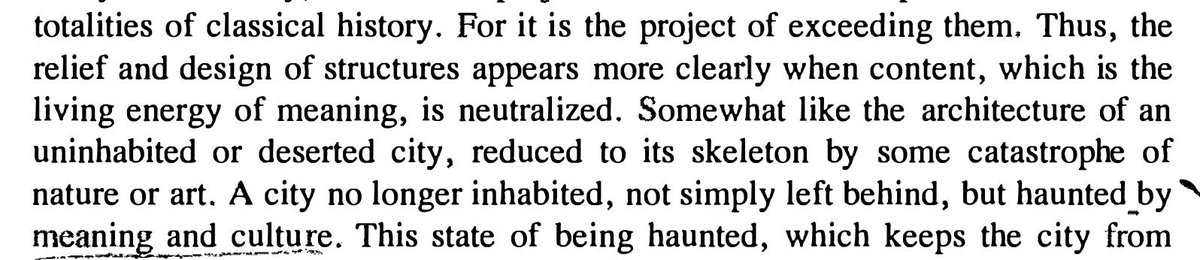 totalities of classical history. For it is the project of exceeding them. Thus, the
relief and design of structures appears more clearly when content, which is the
living energy of meaning, is neutralized. Somewhat like the architecture of an
uninhabited or deserted city, reduced to its skeleton by some catastrophe of
nature or art. A city no longer inhabited, not simply left behind, but haunted by
meaning and culture. This state of being haunted, which keeps the city from